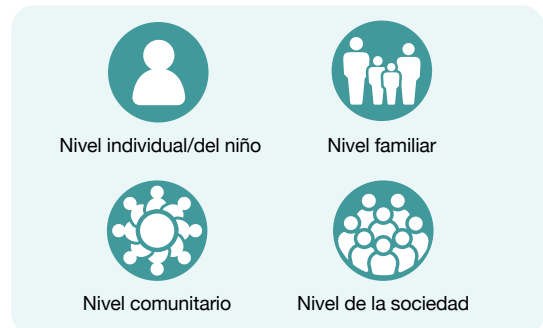 Nivel individual/del niño
Nivel familiar
Nivel comunitario
Nivel de la sociedad